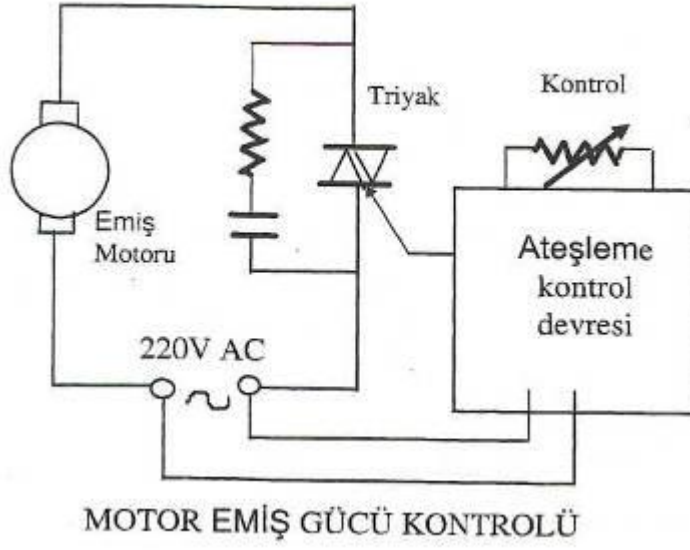 Triyak
Kontrol
Emiş
Motoru
Ateşleme
kontrol
devresi
220V AC
MOTOR EMİŞ GÜCÜ KONTROLÜ